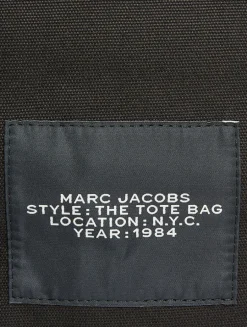 MARC JACOBS
STYLE: THE TOTE BAG
LOCATION: N.Y.C.
YEAR: 1984